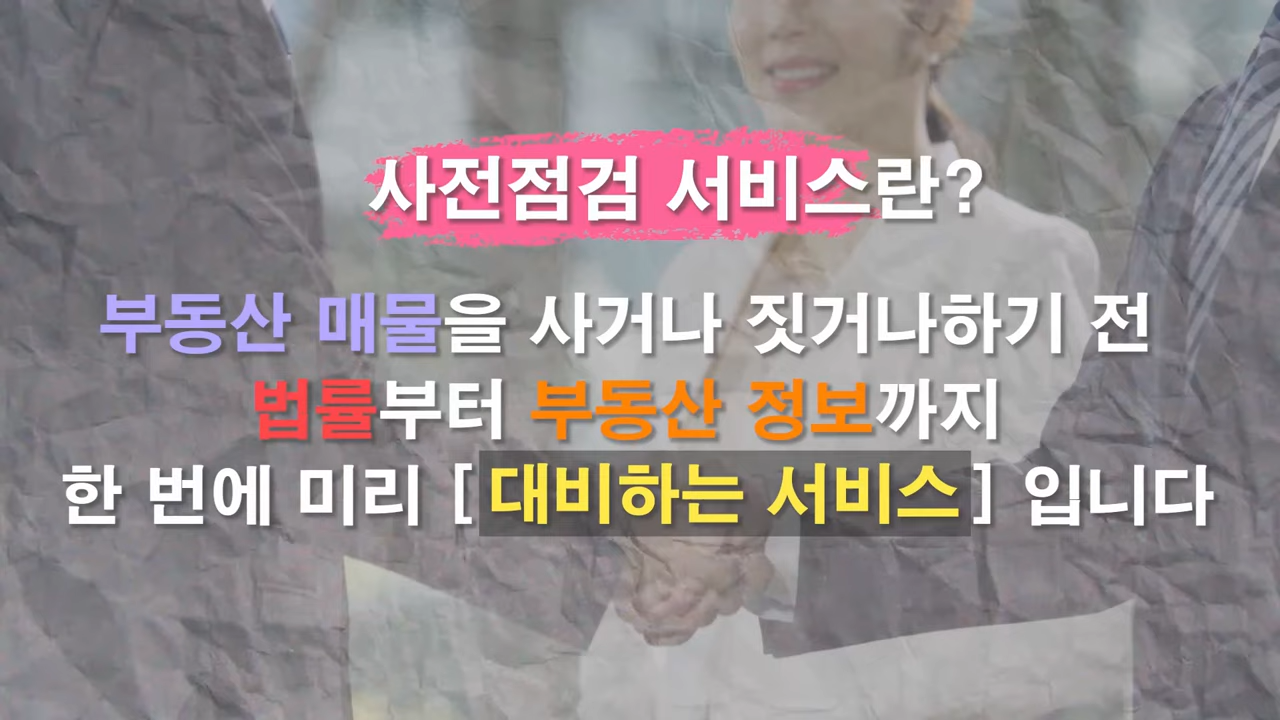 사전점검 서비스란?
부동산 매물을 사거나 짓거나하기 전
법률부터 부동산 정보까지
한 번에 미리 [대비하는 서비스] 입니다